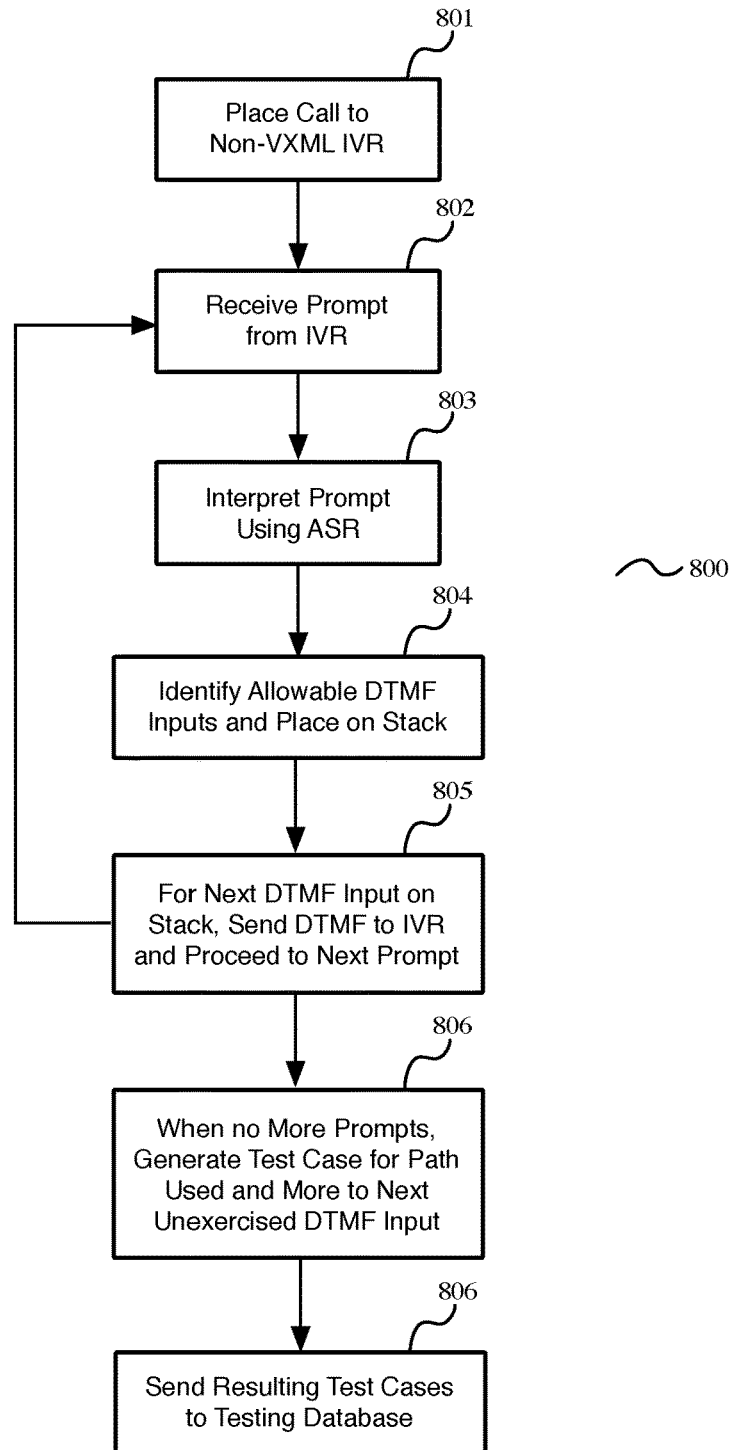 801
Place Call to
Non-VXML IVR
802
Receive Prompt
from IVR
803
Interpret Prompt
Using ASR
800
804
Identify Allowable DTMF
Inputs and Place on Stack
805
For Next DTMF Input on
Stack, Send DTMF to IVR
and Proceed to Next Prompt
806
When no More Prompts,
Generate Test Case for Path
Used and More to Next
Unexercised DTMF Input
806
Send Resulting Test Cases
to Testing Database